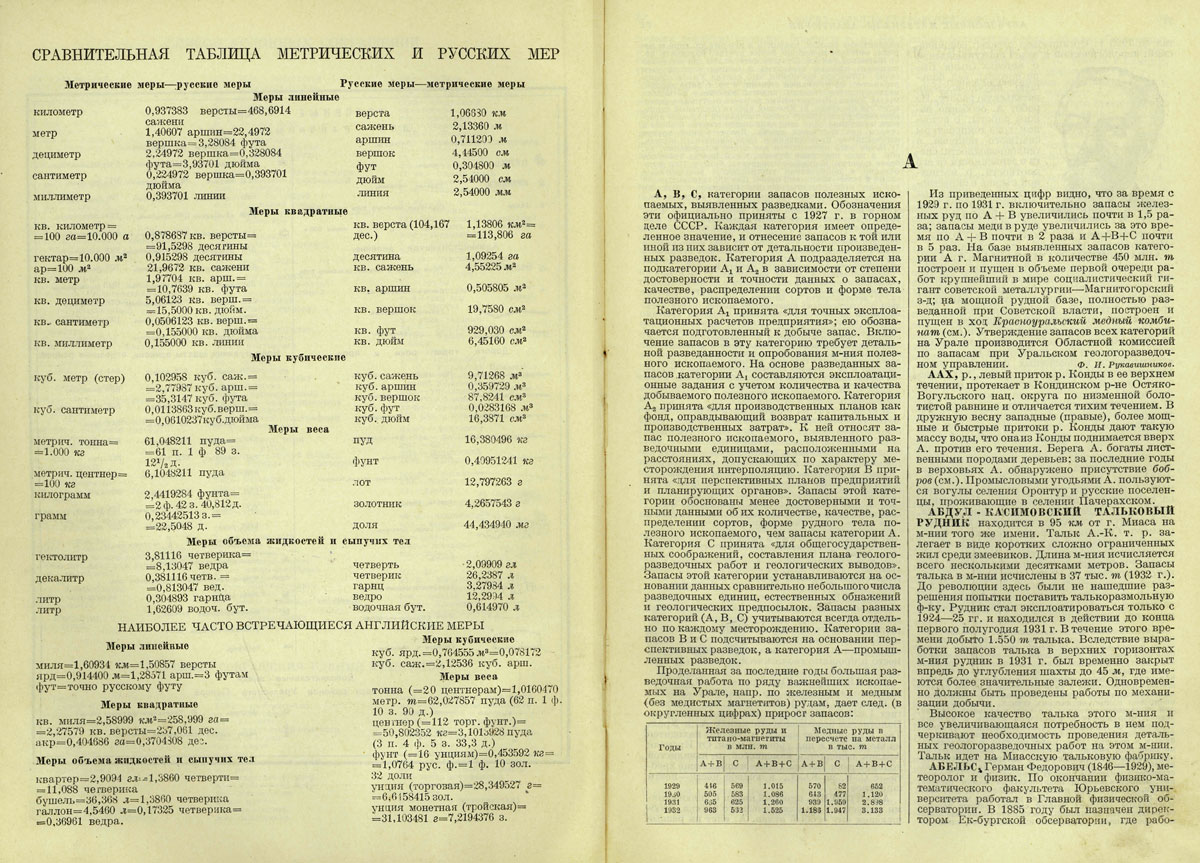 СРАВНИТЕЛЬНАЯ ТАБЛИЦА МЕТРИЧЕСКИХ И РУССКИХ МЕР
Метрические меры—русские меры
Русские меры—метрические меры
Меры линейные
километр 0,937383 версты=468,6914
сажени
метр 1,40607 аршин=22,4972
вершка=3,28084 фута
дециметр 2,24972 вершка=0,328084
фута=3,93701 дюйма
сантиметр 0,224972 вершка=0,393701
дюйма
миллиметр 0,393701 линии
верста 1,06680 км
сажень 2,13360 м
аршин 0,711200 м
вершок 4,44500 см
фут 0,304800 м
дюйм 2,54000 см
линия 2,54000 мм
Меры квадратные
кв. километр=
=100 га=10.000 а 0,878687 кв. версты=
=91,5298 десятины
гектар=10.000 м² 0,915298 десятины
ар=100 м² 21,9672 кв. сажени
кв. метр 1,97704 кв. арш.=
=10,7639 кв. фута
кв. дециметр 5,06123 кв. верш.=
=15,5000 кв. дюйм.
кв. сантиметр 0,0506123 кв. верш.=
=0,155000 кв. дюйма
кв. миллиметр 0,155000 кв. линии
кв. верста (104,167 1,13806 км²=
дес.) =113,806 га
десятина 1,09254 га
кв. сажень 4,55225 м²
кв. аршин 0,505805 м²
кв. вершок 19,7580 см²
кв. фут 929,030 см²
кв. дюйм 6,45160 см²
Меры кубические
куб. метр (стер) 0,102958 куб. саж.=
=2,77987 куб. арш.=
=35,3147 куб. фута
куб. сантиметр 0,0113863 куб.верш.=
=0,0610237куб.дюйма
куб. сажень 9,71268 м³
куб. аршин 0,359729 м³
куб. вершок 87,8241 см³
куб. фут 0,0283168 м³
куб. дюйм 16,3871 см³
Меры веса
метрич. тонна= 61,048211 пуда=
=1.000 кг =61 п. 1 ф 89 з.
12½ д.
метрич. центнер= 6,1048211 пуда
=100 кг
килограмм 2,4419284 фунта=
=2 ф. 42 з. 40,812 д.
грамм 0,23442513 з.=
=22,5048 д.
пуд 16,380496 кг
фунт 0,40951241 кг
лот 12,797263 г
золотник 4,2657543 г
доля 44,434940 мг
Меры объема жидкостей и сыпучих тел
гектолитр 3,81116 четверика=
=8,13047 ведра
декалитр 0,381116 четв. =
=0,813047 вед.
литр 0,304893 гарнца
литр 1,62609 водоч. бут.
четверть 2,09909 гл
четверик 26,2387 л
гарнц 3,27984 л
ведро 12,2994 л
водочная бут. 0,614970 л
НАИБОЛЕЕ ЧАСТО ВСТРЕЧАЮЩИЕСЯ АНГЛИЙСКИЕ МЕРЫ
Меры линейные
миля=1,60934 км=1,50857 версты
ярд=0,914400 м=1,28571 арш.=3 футам
фут=точно русскому футу
Меры квадратные
кв. миля=2,58999 км²=258,999 га=
=2,27579 кв. версты=237,061 дес.
акр=0,404686 га=0,3704308 дес.
Меры объема жидкостей и сыпучих тел
квартер=2,9094 гл=1,3860 четверти=
=11,088 четверика
бушель=36,368 л=1,3860 четверика
галлон=4,5460 л=0,17325 четверика=
=0,36961 ведра.
Меры кубические
куб. ярд.=0,764555 м³=0,078172
куб. саж.=2,12536 куб. арш.
Меры веса
тонна (=20 центнерам)=1,0160470
метр. т=62,027857 пуда (62 п. 1 ф.
10 з. 90 д.)
центнер (=112 торг. фунт.)=
=50,802352 кг=3,1013928 пуда
(3 п. 4 ф. 5 з. 33,3 д.)
фунт (=16 унциям)=0,453592 кг=
=1,0764 рус. ф.=1 ф. 10 зол.
32 доли
унция (торговая)=28,349527 г=
=6,6458415 зол.
унция монетная (тройская)=
=31,103481 г=7,2194376 з.
А
А, В, С, категории запасов полезных иско-
паемых, выявленных разведками. Обозначения
эти официально приняты с 1927 г. в горном
деле СССР. Каждая категория имеет опреде-
ленное значение, и отнесение запасов к той или
иной из них зависит от детальности произведен-
ных разведок. Категория А подразделяется на
подкатегории А₁ и А₂ в зависимости от степени
достоверности и точности данных о запасах,
качестве, распределении сортов и форме тела
полезного ископаемого.
Категория А₁ принята «для точных эксплоа-
тационных расчетов предприятия»; ею обозна-
чается подготовленный к добыче запас. Вклю-
чение запасов в эту категорию требует деталь-
ной разведанности и опробования м-ния полез-
ного ископаемого. На основе разведанных за-
пасов категории А₁ составляются эксплоатаци-
онные задания с учетом количества и качества
добываемого полезного ископаемого. Категория
А₂ принята «для производственных планов как
фонд, оправдывающий возврат капитальных и
производственных затрат». К ней относят за-
пас полезного ископаемого, выявленного раз-
ведочными единицами, расположенными на
расстояниях, допускающих по характеру ме-
сторождения интерполяцию. Категория В при-
нята «для перспективных планов предприятий
и планирующих органов». Запасы этой кате-
гории обоснованы менее достоверными и точ-
ными данными об их количестве, качестве, рас-
пределении сортов, форме рудного тела по-
лезного ископаемого, чем запасы категории А.
Категория С принята «для общегосударствен-
ных соображений, составления плана геолого-
разведочных работ и геологических выводов».
Запасы этой категории устанавливаются на ос-
новании данных сравнительно небольшого числа
разведочных единиц, естественных обнажений
и геологических предпосылок. Запасы разных
категорий (А, В, С) учитываются всегда отдель-
но по каждому месторождению. Категории за-
пасов В и С подсчитываются на основании пер-
спективных разведок, а категория А—промыш-
ленных разведок.
Проделанная за последние годы большая раз-
ведочная работа по ряду важнейших ископае-
мых на Урале, напр. по железным и медным
(без медистых магнетитов) рудам, дает след. (в
округленных цифрах) прирост запасов:
Годы
Железные руды и
титано-магнетиты
в млн. т
Медные руды в
пересчете на металл
в тыс. т
А+В С А+В+С А+В С А+В+С
1929 446 569 1.015 570 82 652
1930 505 583 1.086 643 477 1.120
1931 635 625 1.260 939 1.959 2.898
1932 963 1.525 1.186 1.947 3.133
Из приведенных цифр видно, что за время с
1929 г. по 1931 г. включительно запасы желез-
ных руд по А + В увеличились почти в 1,5 ра-
за; запасы меди в руде увеличились за это вре-
мя по А + В почти в 2 раза и А+В+С почти
в 5 раз. На базе выявленных запасов катего-
рии А г. Магнитной в количестве 450 млн. т
построен и пущен в объеме первой очереди ра-
бот крупнейший в мире социалистический ги-
гант советской металлургии—Магнитогорский
з-д; на мощной рудной базе, полностью раз-
веданной при Советской власти, построен и
пущен в ход Красноуральский медный комби-
нат (см.). Утверждение запасов всех категорий
на Урале производится Областной комиссией
по запасам при Уральском геологоразведоч-
ном управлении. Ф. И. Рукавишников.
ААХ, р., левый приток р. Конды в ее верхнем
течении, протекает в Кондинском р-не Остяко-
Вогульского нац. округа по низменной боло-
тистой равнине и отличается тихим течением. В
дружную весну западные (правые), более мощ-
ные и быстрые притоки р. Конды дают такую
массу воды, что она из Конды поднимается вверх
А. против его течения. Берега А. богаты лист-
венными породами деревьев; за последние годы
в верховьях А. обнаружено присутствие боб-
ров (см.). Промысловыми угодьями А. пользуют-
ся вогулы селения Оронтур и русские поселен-
цы, проживающие в селении Пачерахском.
АБДУЛ-КАСИМОВСКИЙ ТАЛЬКОВЫЙ
РУДНИК находится в 95 км от г. Миаса на
м-нии того же имени. Тальк А.-К. т. р. за-
легает в виде коротких сложно ограниченных
жил среди змеевиков. Длина м-ния исчисляется
всего несколькими десятками метров. Запасы
талька в м-нии исчислены в 37 тыс. т (1932 г.).
До революции здесь были не нашедшие раз-
решения попытки поставить талькоразмольную
ф-ку. Рудник стал эксплоатироваться только с
1924—25 гг. и находился в действии до конца
первого полугодия 1931 г. В течение этого вре-
мени добыто 1.550 т талька. Вследствие выра-
ботки запасов талька в верхних горизонтах
м-ния рудник в 1931 г. был временно закрыт
впредь до углубления шахты до 45 м, где име-
ются более значительные залежи. Одновремен-
но должны быть проведены работы по механи-
зации добычи.
Высокое качество талька этого м-ния и
все увеличивающаяся потребность в нем под-
черкивают необходимость проведения деталь-
ных геологоразведочных работ на этом м-нии.
Тальк идет на Миасскую тальковую фабрику.
АБЕЛЬС, Герман Федорович (1846—1929), ме-
теоролог и физик. По окончании физико-ма-
тематического факультета Юрьевского уни-
верситета работал в Главной физической об-
серватории. В 1885 году был назначен дирек-
тором Ек-бургской обсерватории, где рабо-